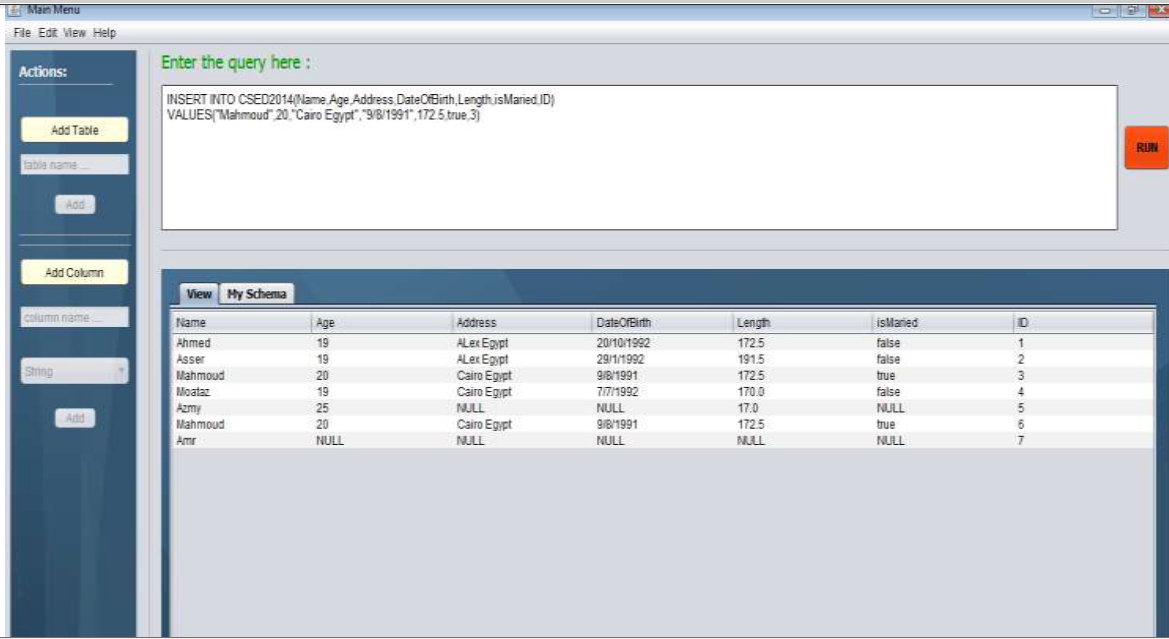 Main Menu
File Edit View Help
Actions:
Add Table
table name ...
Add
Add Column
column name ...
String
Add
Enter the query here :
INSERT INTO CSED2014(Name,Age,Address,DateOfBirth,Length,isMaried,ID)
VALUES("Mahmoud",20,"Cairo Egypt","9/8/1991",172.5,true,3)
RUN
View My Schema
Name Age Address DateOfBirth Length isMaried ID
Ahmed 19 ALex Egypt 20/10/1992 172.5 false 1
Asser 19 ALex Egypt 29/1/1992 191.5 false 2
Mahmoud 20 Cairo Egypt 9/8/1991 172.5 true 3
Moataz 19 Cairo Egypt 7/7/1992 170.0 false 4
Azmy 25 NULL NULL 17.0 NULL 5
Mahmoud 20 Cairo Egypt 9/8/1991 172.5 true 6
Amr NULL NULL NULL NULL NULL 7